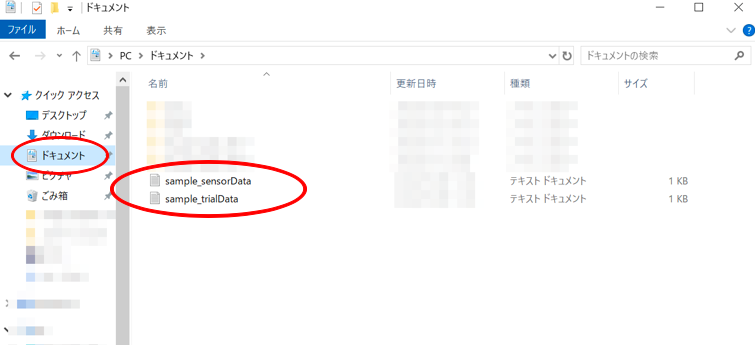 ドキュメント
ファイル ホーム 共有 表示
PC ドキュメント ドキュメントの検索
名前 更新日時 種類 サイズ
クイック アクセス
デスクトップ
ダウンロード
ドキュメント
ピクチャ
ごみ箱
sample_sensorData テキスト ドキュメント 1 KB
sample_trialData テキスト ドキュメント 1 KB